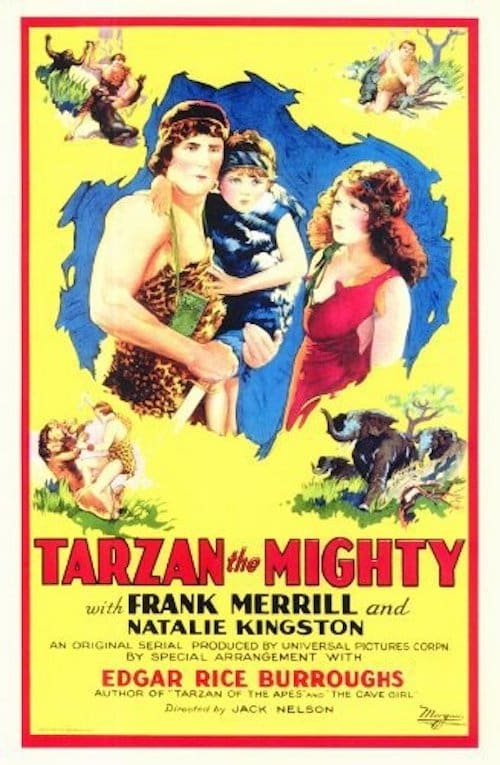 TARZAN the MIGHTY
with FRANK MERRILL and
NATALIE KINGSTON
AN ORIGINAL SERIAL PRODUCED BY UNIVERSAL PICTURES CORPN.
BY SPECIAL ARRANGEMENT WITH
EDGAR RICE BURROUGHS
AUTHOR OF "TARZAN OF THE APES" AND "THE CAVE GIRL"
Directed by JACK NELSON